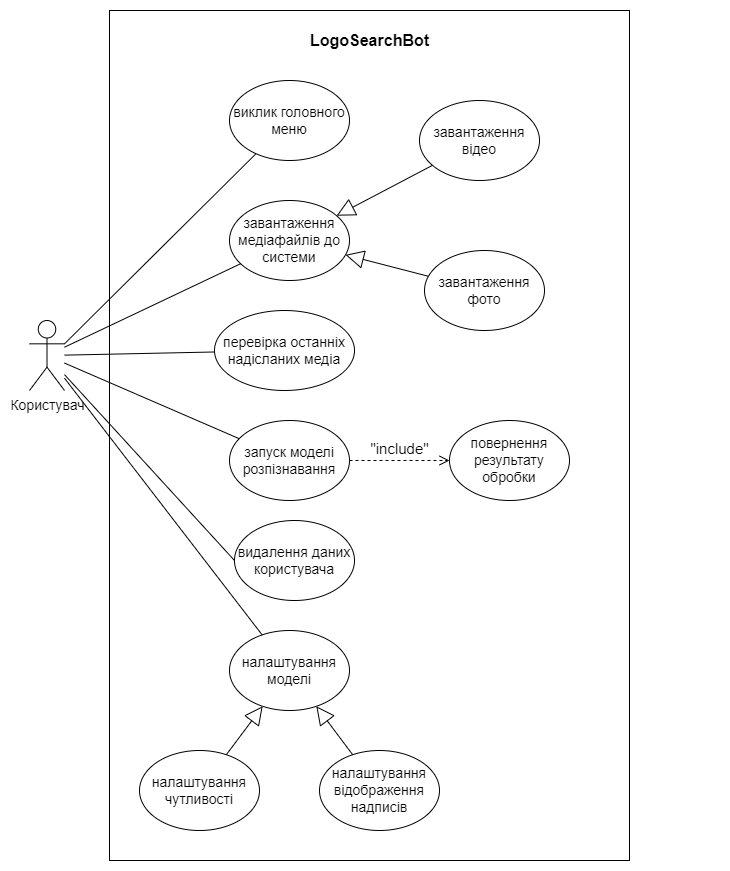 LogoSearchBot
виклик головного
меню
завантаження
відео
завантаження
медіафайлів до
системи
завантаження
фото
перевірка останніх
надісланих медіа
Користувач
запуск моделі
розпізнавання
"include"
повернення
результату
обробки
видалення даних
користувача
налаштування
моделі
налаштування
чутливості
налаштування
відображення
надписів